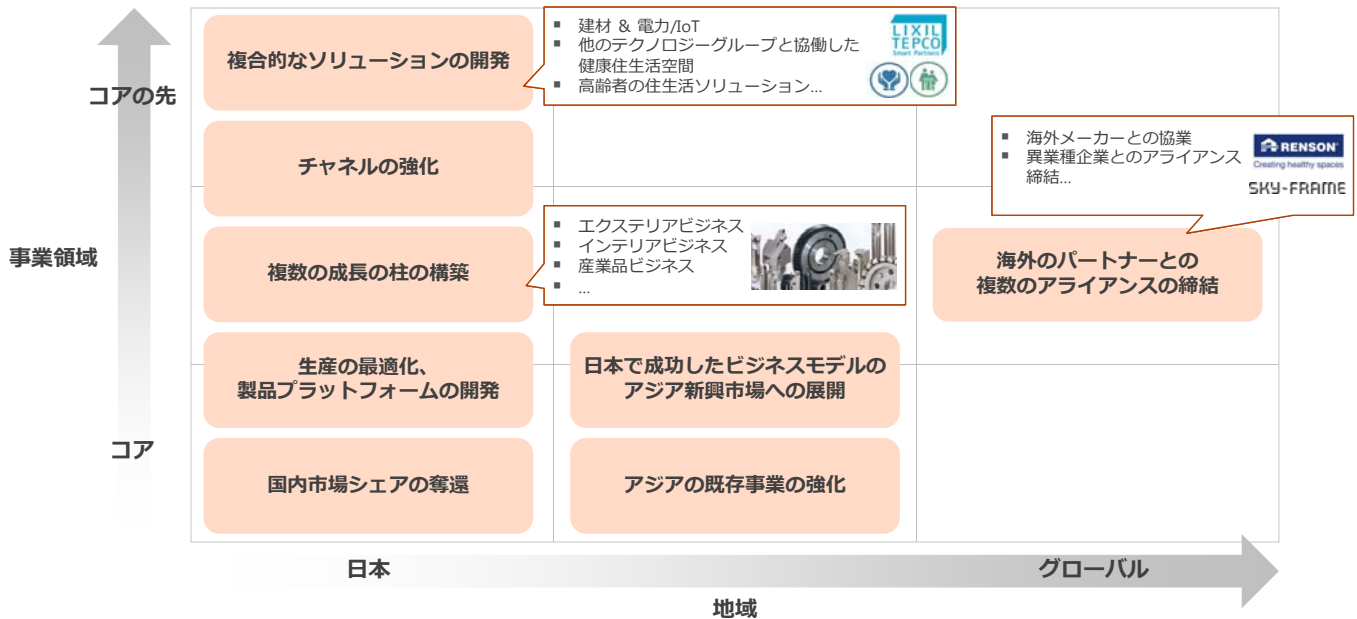 複合的なソリューションの開発
建材 & 電力/IoT
他のテクノロジーグループと協働した
健康住生活空間
高齢者の住生活ソリューション...
LIXIL
TEPCO
Smart Partners
コアの先
チャネルの強化
海外メーカーとの協業
異業種企業とのアライアンス
締結...
RENSON
Creating healthy spaces
SKY-FRAME
事業領域
複数の成長の柱の構築
エクステリアビジネス
インテリアビジネス
産業品ビジネス
...
海外のパートナーとの
複数のアライアンスの締結
生産の最適化、
製品プラットフォームの開発
日本で成功したビジネスモデルの
アジア新興市場への展開
コア
国内市場シェアの奪還
アジアの既存事業の強化
日本
グローバル
地域